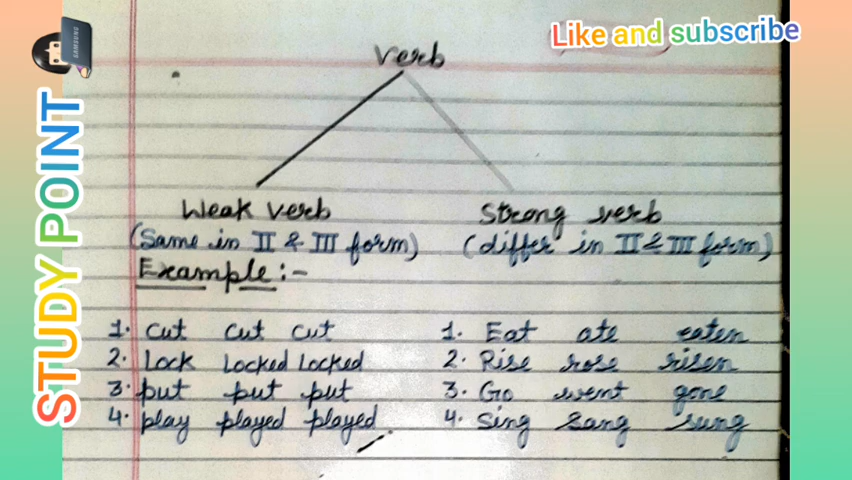 Like and subscribe
STUDY POINT
SAMSUNG
Verb
Weak verb
(Same in II & III form)
Example :-
1. Cut Cut Cut
2. Lock Locked Locked
3. put put put
4. play played played
Strong verb
(differ in II & III form)
1. Eat ate eaten
2. Rise rose risen
3. Go went gone
4. Sing Sang sung